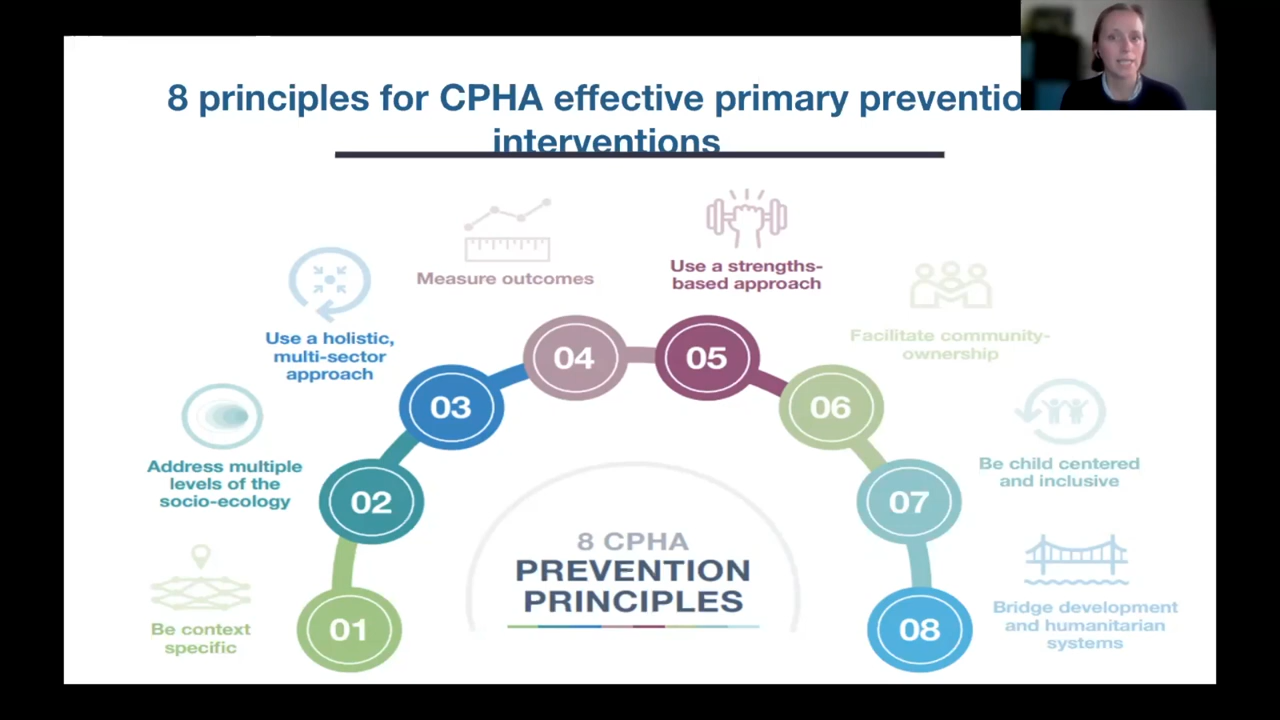 8 principles for CPHA effective primary preventio
interventions
Measure outcomes
Use a strengths-
based approach
Use a holistic,
multi-sector
approach
Facilitate community-
ownership
04
05
03
06
Address multiple
levels of the
socio-ecology
Be child centered
and inclusive
02
07
8 CPHA
PREVENTION
PRINCIPLES
Be context
specific
01
08
Bridge development
and humanitarian
systems